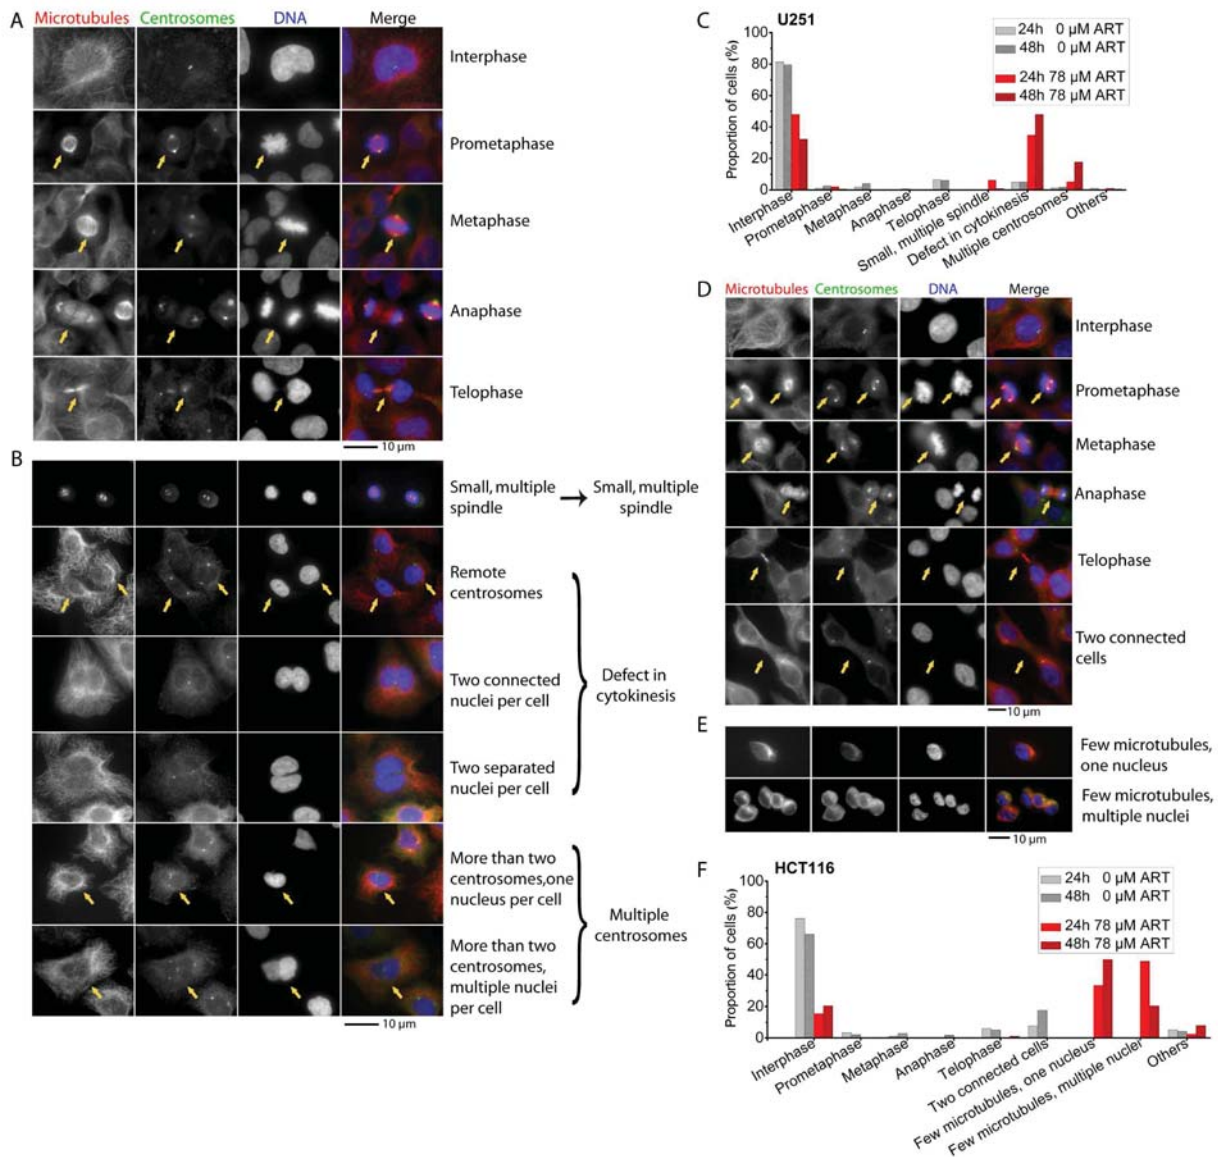 A
Microtubules Centrosomes DNA Merge
Interphase
Prometaphase
Metaphase
Anaphase
Telophase
10 µm
B
Small, multiple
spindle
Small, multiple
spindle
Remote
centrosomes
Two connected
nuclei per cell
Two separated
nuclei per cell
Defect in
cytokinesis
More than two
centrosomes,one
nucleus per cell
More than two
centrosomes,
multiple nuclei
per cell
Multiple
centrosomes
10 µm
C
U251
24h 0 µM ART
48h 0 µM ART
24h 78 µM ART
48h 78 µM ART
Proportion of cells (%)
100
80
60
40
20
0
Interphase
Prometaphase
Metaphase
Anaphase
Telophase
Small, multiple spindle
Defect in cytokinesis
Multiple centrosomes
Others
D
Microtubules Centrosomes DNA Merge
Interphase
Prometaphase
Metaphase
Anaphase
Telophase
Two connected
cells
10 µm
E
Few microtubules,
one nucleus
Few microtubules,
multiple nuclei
10 µm
F
HCT116
24h 0 µM ART
48h 0 µM ART
24h 78 µM ART
48h 78 µM ART
Proportion of cells (%)
100
80
60
40
20
0
Interphase
Prometaphase
Metaphase
Anaphase
Telophase
Two connected cells
Few microtubules, one nucleus
Few microtubules, multiple nucler
Others